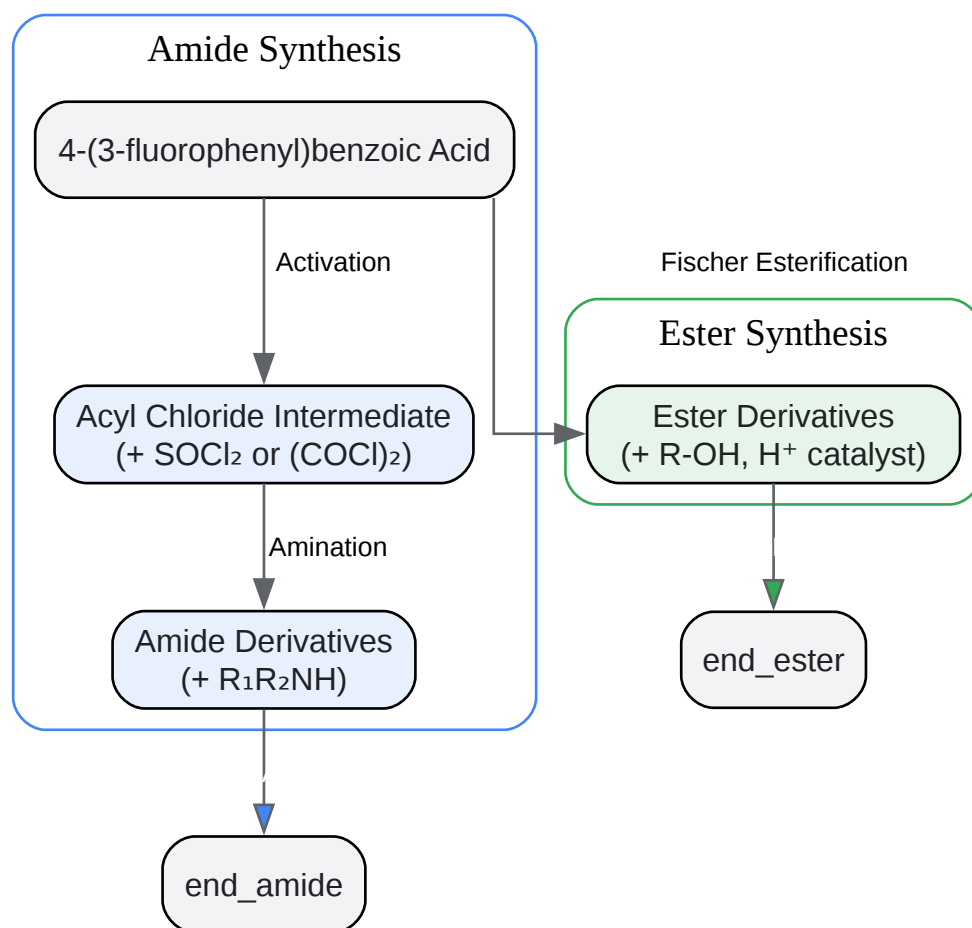 Amide Synthesis
4-(3-fluorophenyl)benzoic Acid
Activation
Fischer Esterification
Ester Synthesis
Acyl Chloride Intermediate
(+ SOCl₂ or (COCl)₂)
Ester Derivatives
(+ R-OH, H⁺ catalyst)
Amination
Amide Derivatives
(+ R₁R₂NH)
end_ester
end_amide